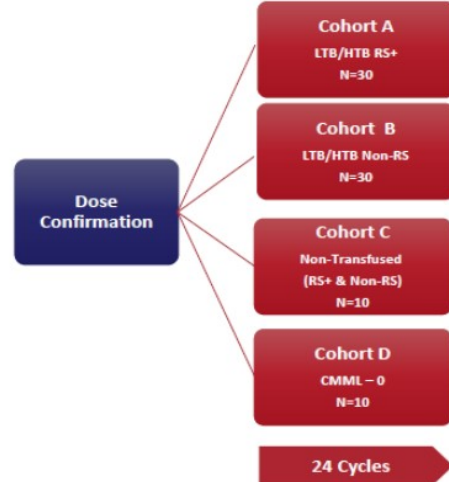 Dose
Confirmation
Cohort A
LTB/HTB RS+
N=30
Cohort B
LTB/HTB Non-RS
N=30
Cohort C
Non-Transfused
(RS+ & Non-RS)
N=10
Cohort D
CMML – 0
N=10
24 Cycles